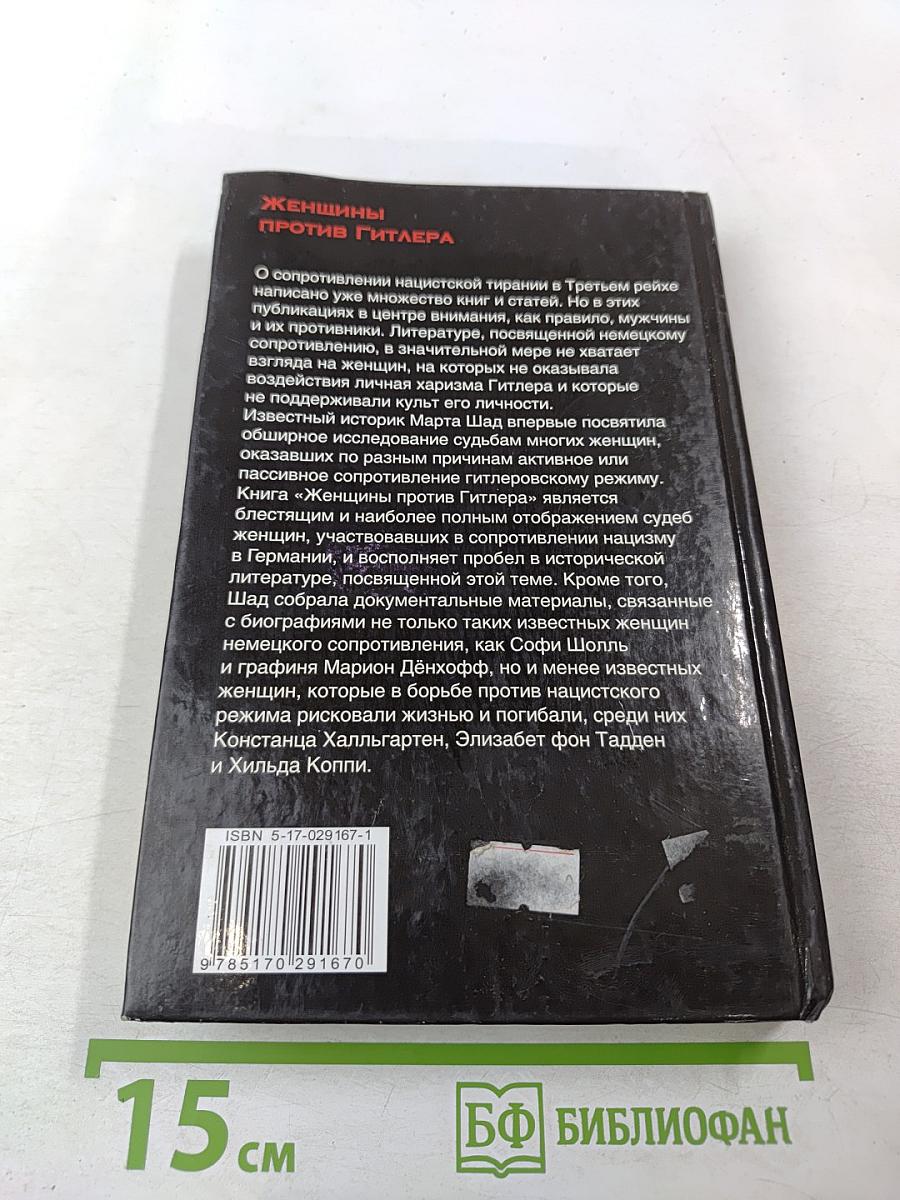 Женщины
против Гитлера
О сопротивлении нацистской тирании в Третьем рейхе
написано уже множество книг и статей. Но в этих
публикациях в центре внимания, как правило, мужчины
и их противники. Литературе, посвященной немецкому
сопротивлению, в значительной мере не хватает
взгляда на женщин, на которых не оказывала
воздействия личная харизма Гитлера и которые
не поддерживали культ его личности.
Известный историк Марта Шад впервые посвятила
обширное исследование судьбам многих женщин,
оказавших по разным причинам активное или
пассивное сопротивление гитлеровскому режиму.
Книга «Женщины против Гитлера» является
блестящим и наиболее полным отображением судеб
женщин, участвовавших в сопротивлении нацизму
в Германии, и восполняет пробел в исторической
литературе, посвященной этой теме. Кроме того,
Шад собрала документальные материалы, связанные
с биографиями не только таких известных женщин
немецкого сопротивления, как Софи Шолль
и графиня Марион Дёнхофф, но и менее известных
женщин, которые в борьбе против нацистского
режима рисковали жизнью и погибали, среди них
Констанца Халльгартен, Элизабет фон Тадден
и Хильда Коппи.
ISBN 5-17-029167-1
9 785170 291670
15 см
БФ БИБЛИОФАН